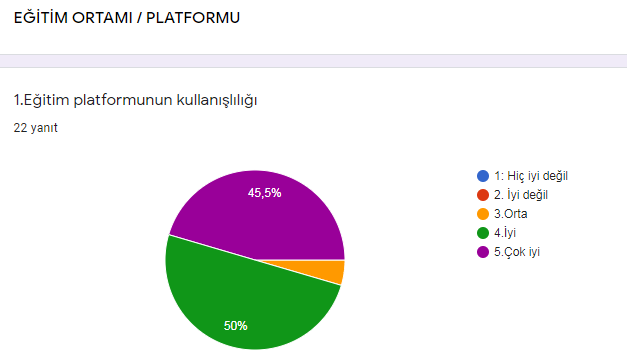 EĞİTİM ORTAMI / PLATFORMU
1.Eğitim platformunun kullanışlılığı
22 yanıt
45,5%
50%
1: Hiç iyi değil
2. İyi değil
3.Orta
4.İyi
5.Çok iyi